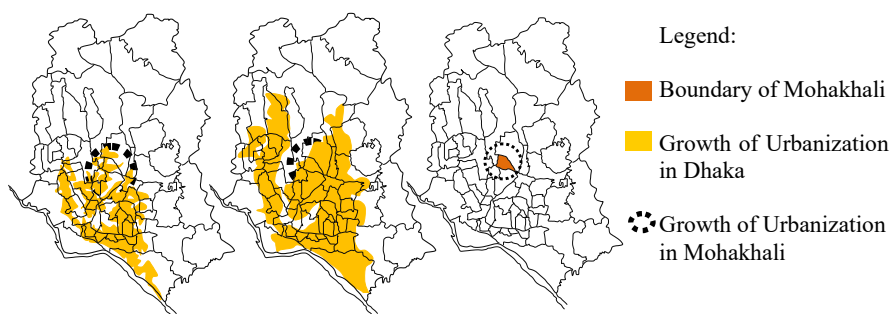 Legend:
Boundary of Mohakhali
Growth of Urbanization
in Dhaka
Growth of Urbanization
in Mohakhali